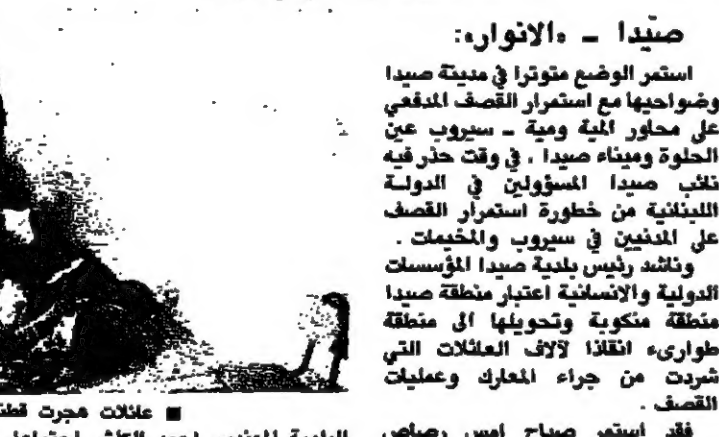 صيدا ــ «الانوار»:
استمر الوضع متوترا في مدينة صيدا
وضواحيها مع استمرار القصف المدفعي
على محاور المية ومية ــ سيروب عين
الحلوة وميناء صيدا ، في وقت حذر فيه
نائب صيدا المسؤولين في الدولة
اللبنانية من خطورة استمرار القصف
على المدنيين في سيروب والمخيمات .
وناشد رئيس بلدية صيدا المؤسسات
الدولية والانسانية اعتبار منطقة صيدا
منطقة منكوبة وتحويلها الى منطقة
طوارىء انقاذا لآلاف العائلات التي
شردت من جراء المعارك وعمليات
القصف .
فقد استمر صباح امس رصاص
■ عائلات هجرت